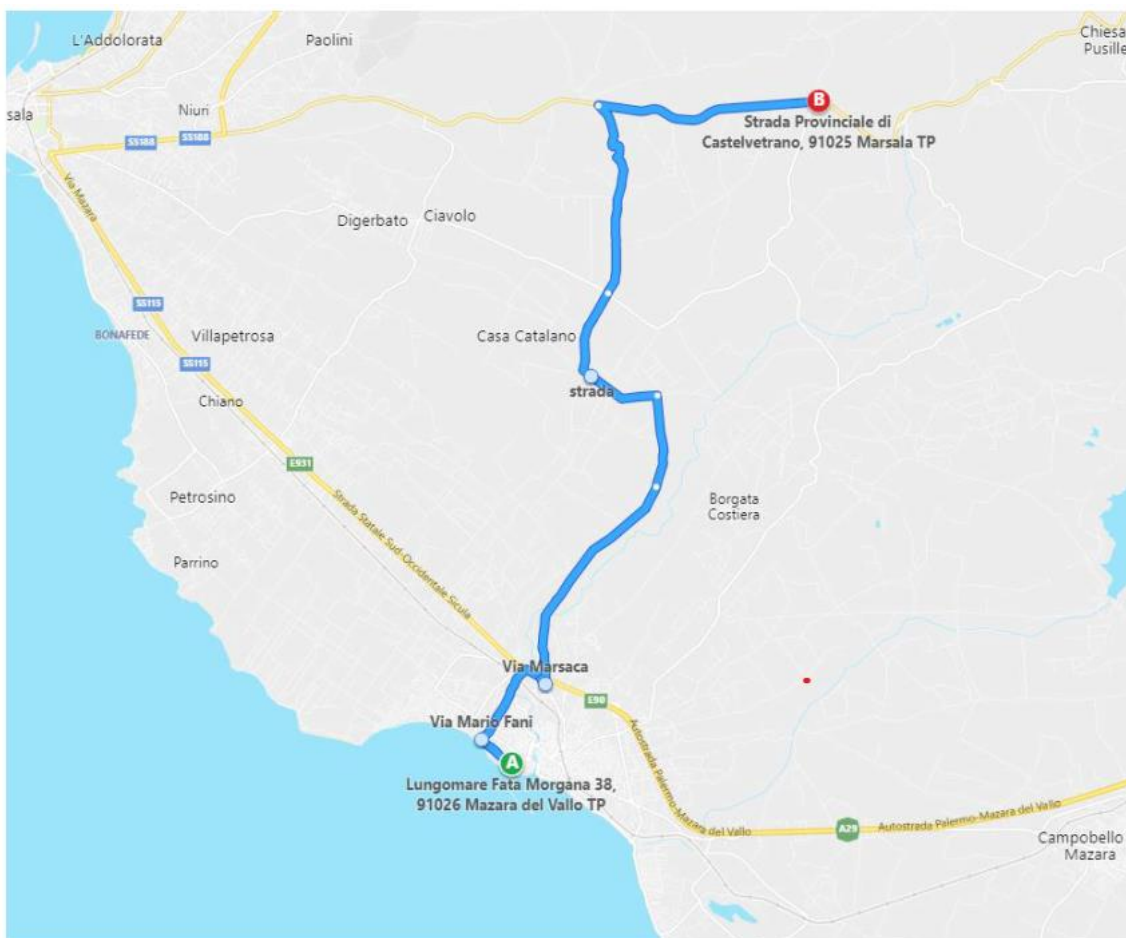 L'Addolorata
Paolini
Chiesa
Pusille
sala
Niuri
SS188
SS188
B
Strada Provinciale di
Castelvetrano, 91025 Marsala TP
Via Mazara
Digerbato
Ciavolo
SS115
BONAFEDE
Villapetrosa
Casa Catalano
SS115
strada
Chiano
E931
Petrosino
Strada Statale Sud-Occidentale Sicula
Borgata
Costiera
Parrino
Via Marsaca
E90
Via Mario Fani
A
Lungomare Fata Morgana 38,
91026 Mazara del Vallo TP
Autostrada Palermo-Mazara del Vallo
A29
Autostrada Palermo-Mazara del Vallo
Campobello
Mazara